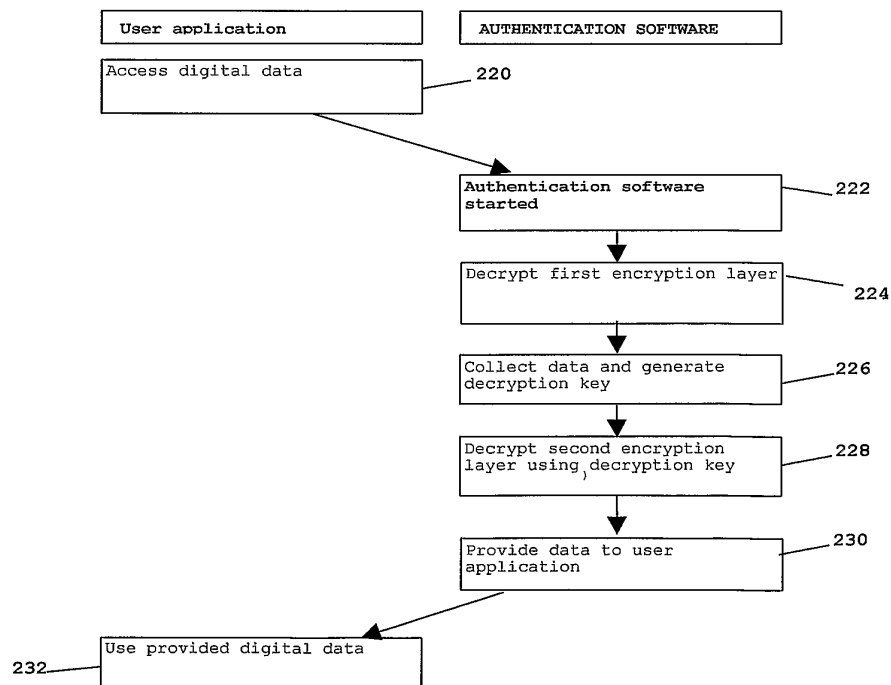 User application
AUTHENTICATION SOFTWARE
Access digital data
220
Authentication software
started
222
Decrypt first encryption layer
224
Collect data and generate
decryption key
226
Decrypt second encryption
layer using decryption key
228
Provide data to user
application
230
Use provided digital data
232